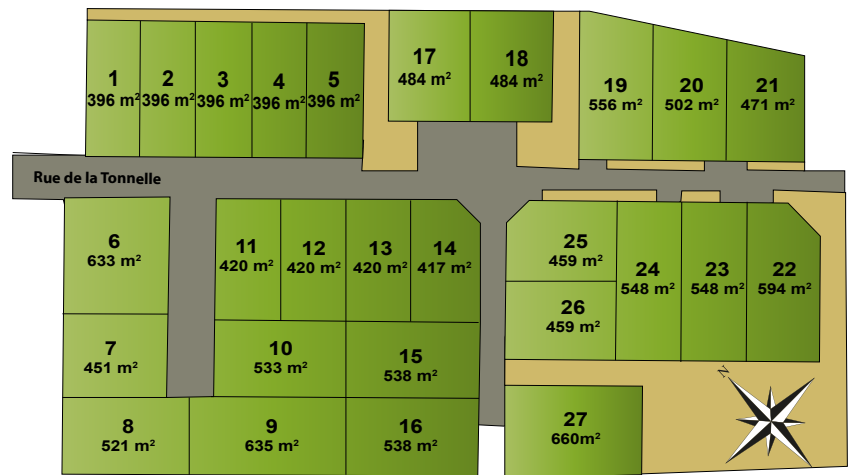 1
396 m²
2
396 m²
3
396 m²
4
396 m²
5
396 m²
17
484 m²
18
484 m²
19
556 m²
20
502 m²
21
471 m²
Rue de la Tonnelle
6
633 m²
7
451 m²
8
521 m²
9
635 m²
10
533 m²
11
420 m²
12
420 m²
13
420 m²
14
417 m²
15
538 m²
16
538 m²
25
459 m²
26
459 m²
24
548 m²
23
548 m²
22
594 m²
27
660m²
N